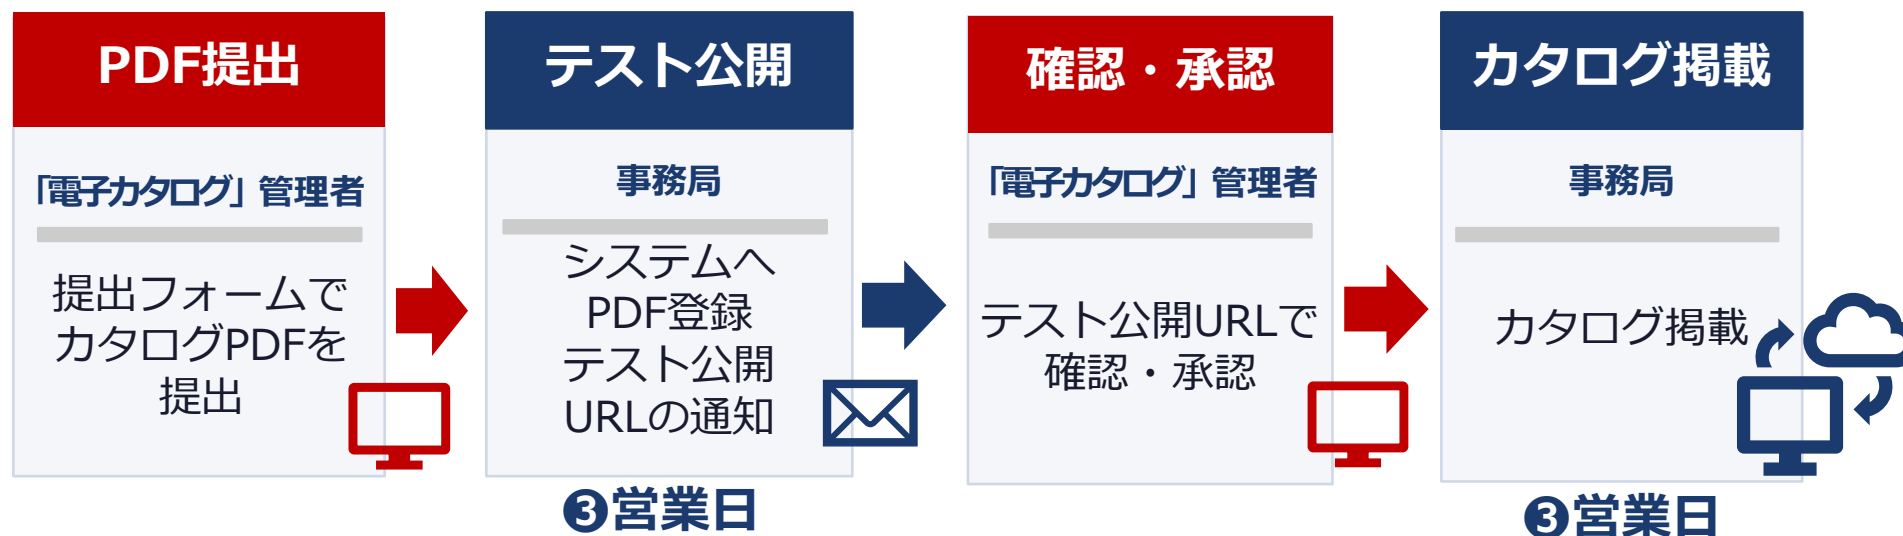 PDF提出
「電子カタログ」管理者
提出フォームで
カタログPDFを
提出
テスト公開
事務局
システムへ
PDF登録
テスト公開
URLの通知
❸営業日
確認・承認
「電子カタログ」管理者
テスト公開URLで
確認・承認
カタログ掲載
事務局
カタログ掲載
❸営業日